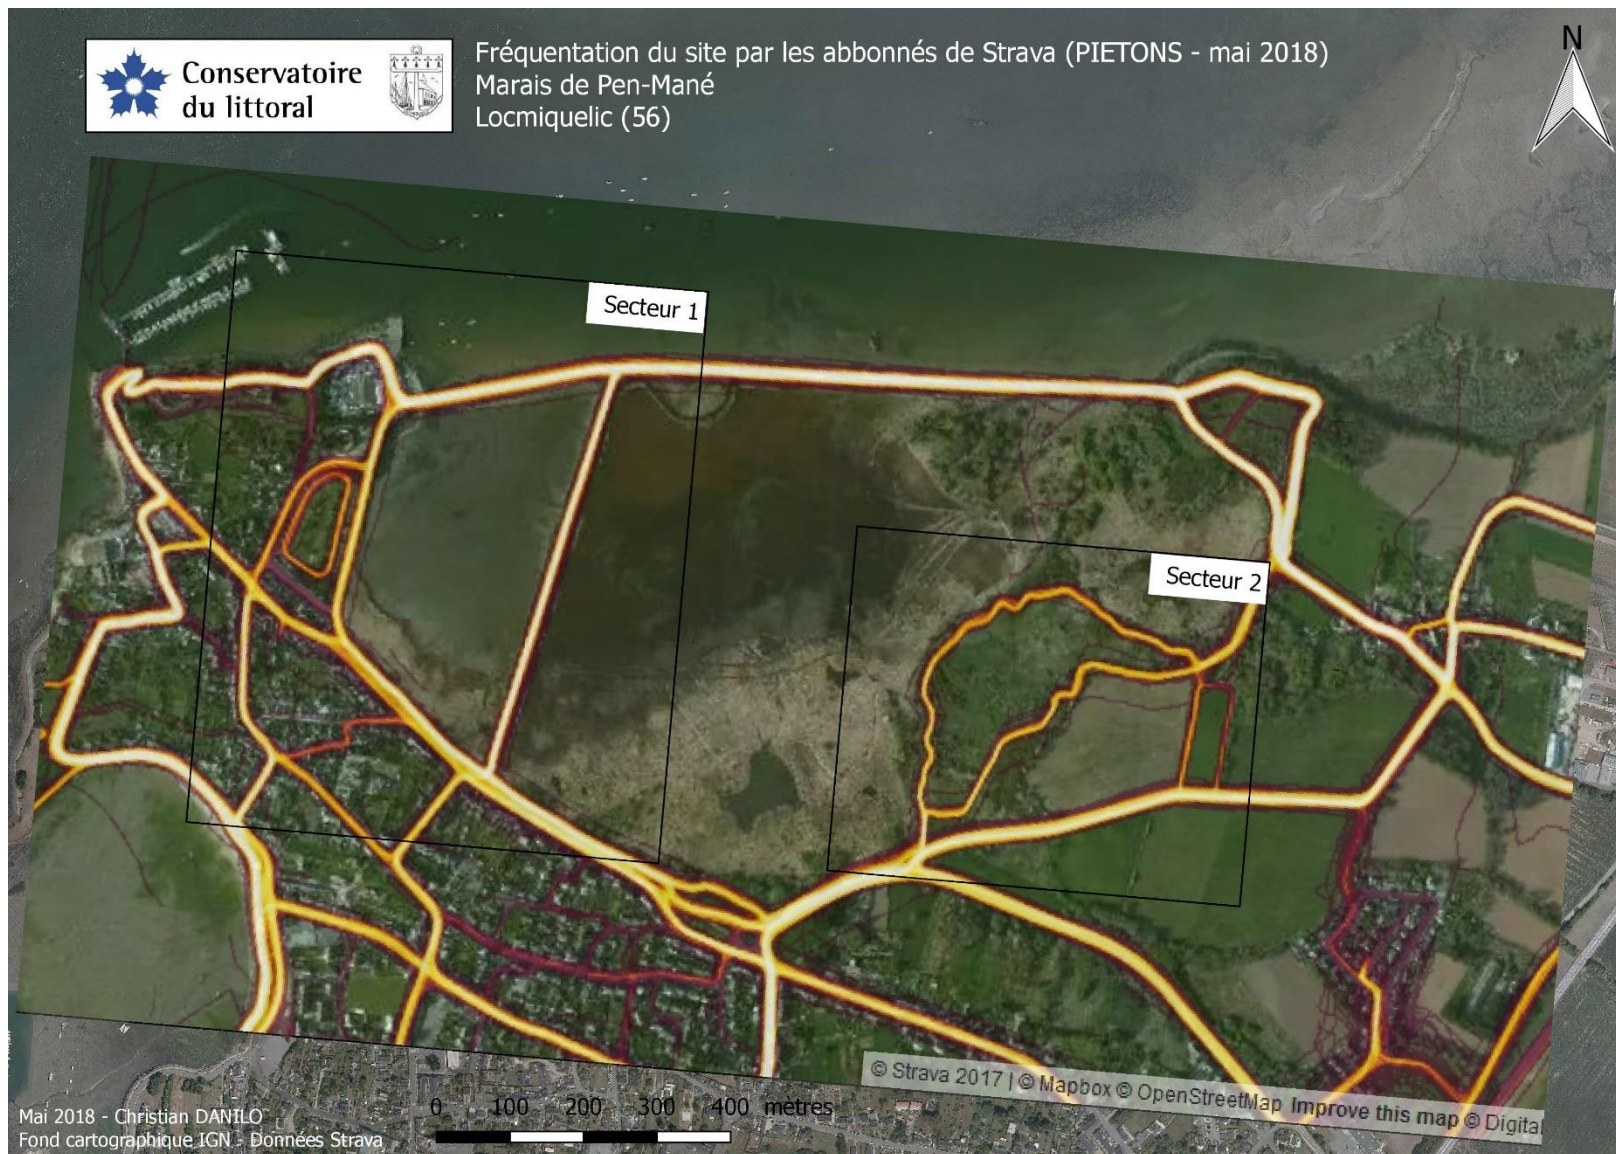 Conservatoire
du littoral
Fréquentation du site par les abbonnés de Strava (PIETONS - mai 2018)
Marais de Pen-Mané
Locmiquelic (56)
N
Secteur 1
Secteur 2
© Strava 2017 | © Mapbox © OpenStreetMap Improve this map © Digital
0 100 200 300 400 mètres
Mai 2018 - Christian DANILO
Fond cartographique IGN - Données Strava